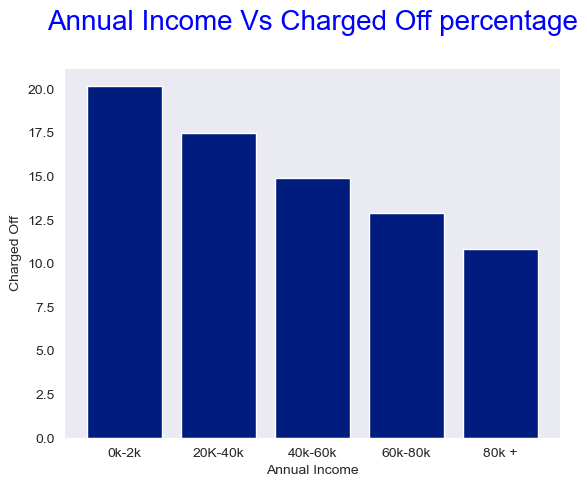 Annual Income Vs Charged Off percentage
20.0
17.5
15.0
12.5
10.0
7.5
5.0
2.5
0.0
Charged Off
0k-2k 20K-40k 40k-60k 60k-80k 80k +
Annual Income